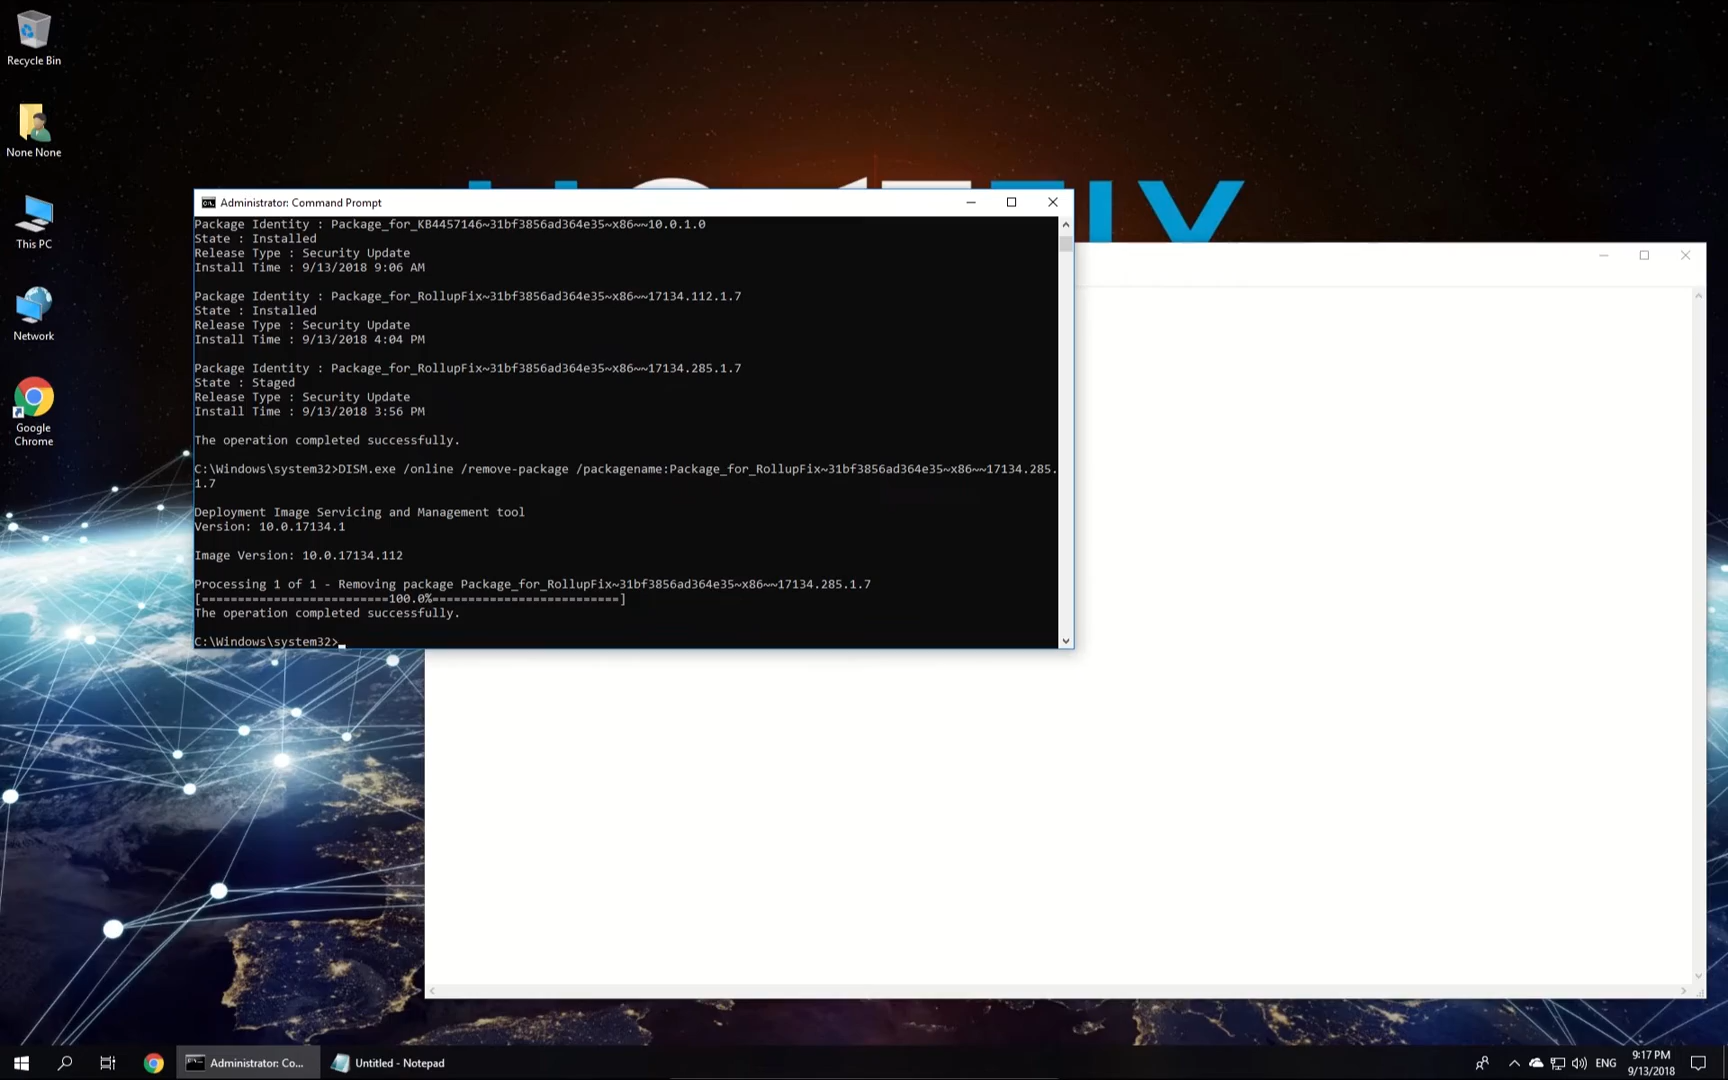 Recycle Bin
None None
This PC
Network
Google
Chrome
Administrator: Command Prompt
Package Identity : Package_for_KB4457146~31bf3856ad364e35~x86~~10.0.1.0
State : Installed
Release Type : Security Update
Install Time : 9/13/2018 9:06 AM
Package Identity : Package_for_RollupFix~31bf3856ad364e35~x86~~17134.112.1.7
State : Installed
Release Type : Security Update
Install Time : 9/13/2018 4:04 PM
Package Identity : Package_for_RollupFix~31bf3856ad364e35~x86~~17134.285.1.7
State : Staged
Release Type : Security Update
Install Time : 9/13/2018 3:56 PM
The operation completed successfully.
C:\Windows\system32>DISM.exe /online /remove-package /packagename:Package_for_RollupFix~31bf3856ad364e35~x86~~17134.285.
1.7
Deployment Image Servicing and Management tool
Version: 10.0.17134.1
Image Version: 10.0.17134.112
Processing 1 of 1 - Removing package Package_for_RollupFix~31bf3856ad364e35~x86~~17134.285.1.7
[==========================100.0%==========================]
The operation completed successfully.
C:\Windows\system32>
Administrator: Co...
Untitled - Notepad
ENG
9:17 PM
9/13/2018